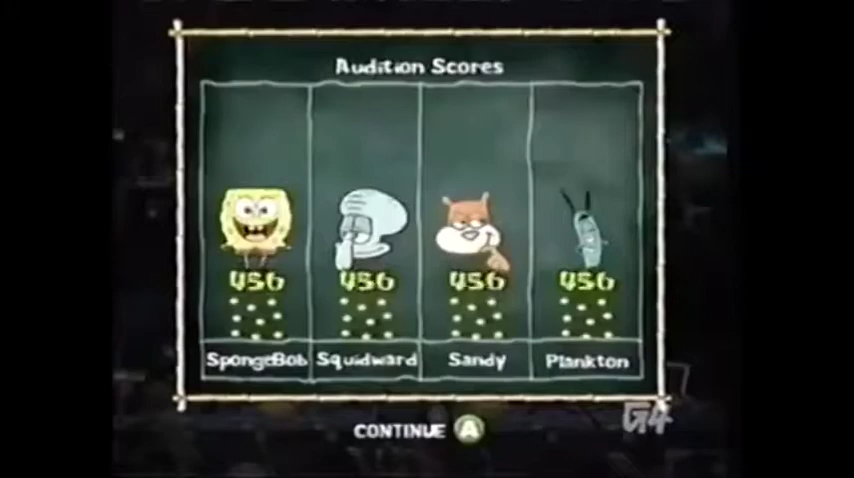 Audition Scores
456 456 456 456
SpongeBob Squidward Sandy Plankton
CONTINUE A
G4